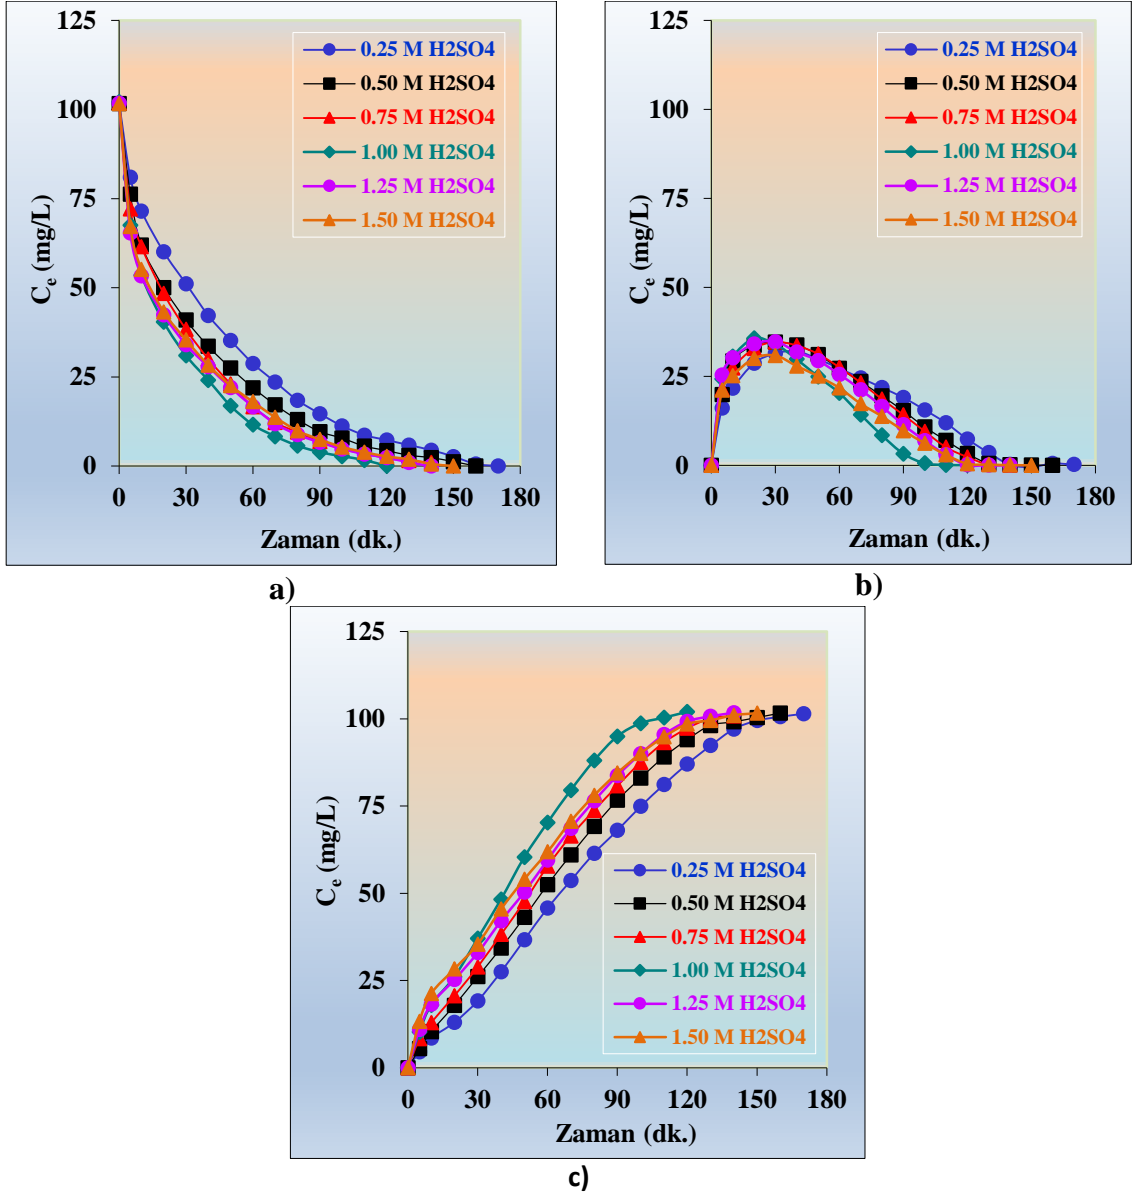 125
100
75
50
25
0
C_e (mg/L)
0.25 M H2SO4
0.50 M H2SO4
0.75 M H2SO4
1.00 M H2SO4
1.25 M H2SO4
1.50 M H2SO4
0 30 60 90 120 150 180
Zaman (dk.)
a)
125
100
75
50
25
0
C_e (mg/L)
0.25 M H2SO4
0.50 M H2SO4
0.75 M H2SO4
1.00 M H2SO4
1.25 M H2SO4
1.50 M H2SO4
0 30 60 90 120 150 180
Zaman (dk.)
b)
125
100
75
50
25
0
C_e (mg/L)
0.25 M H2SO4
0.50 M H2SO4
0.75 M H2SO4
1.00 M H2SO4
1.25 M H2SO4
1.50 M H2SO4
0 30 60 90 120 150 180
Zaman (dk.)
c)